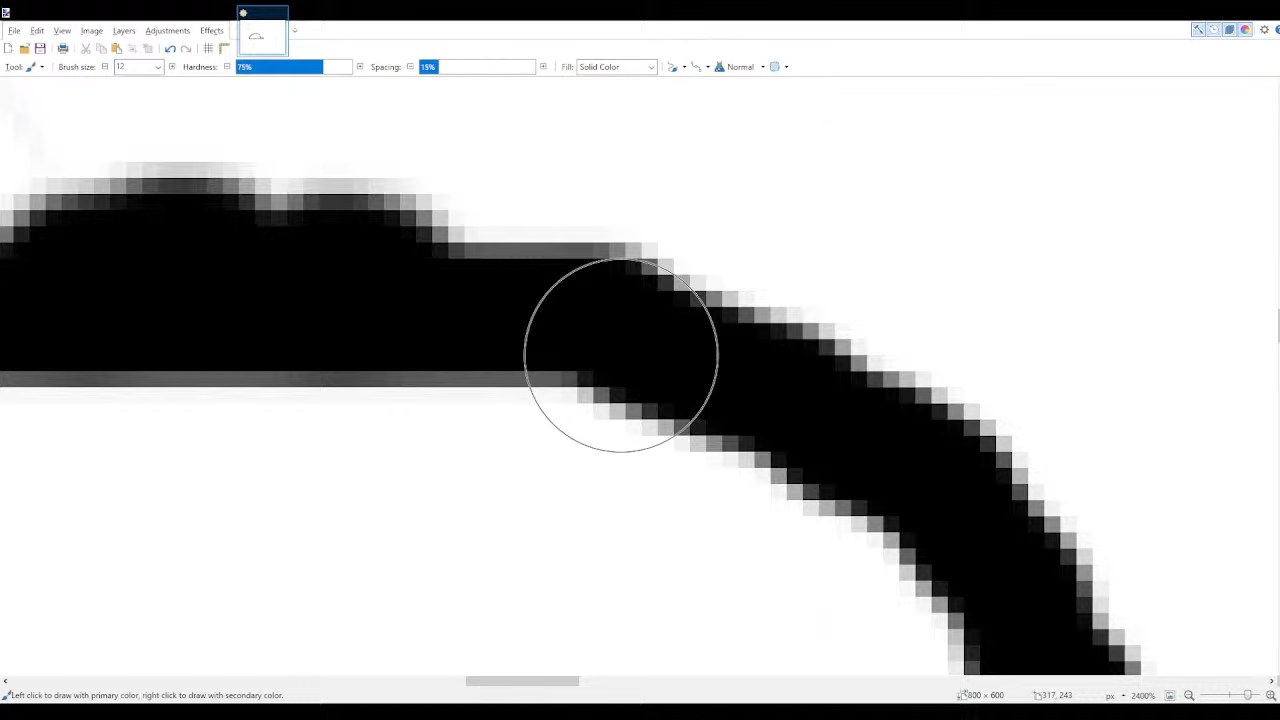 File Edit View Image Layers Adjustments Effects
Tool: Brush size: 12 Hardness: 75% Spacing: 15% Fill: Solid Color Normal
Left click to draw with primary color, right click to draw with secondary color. 800 × 600 317, 243 px 2400%